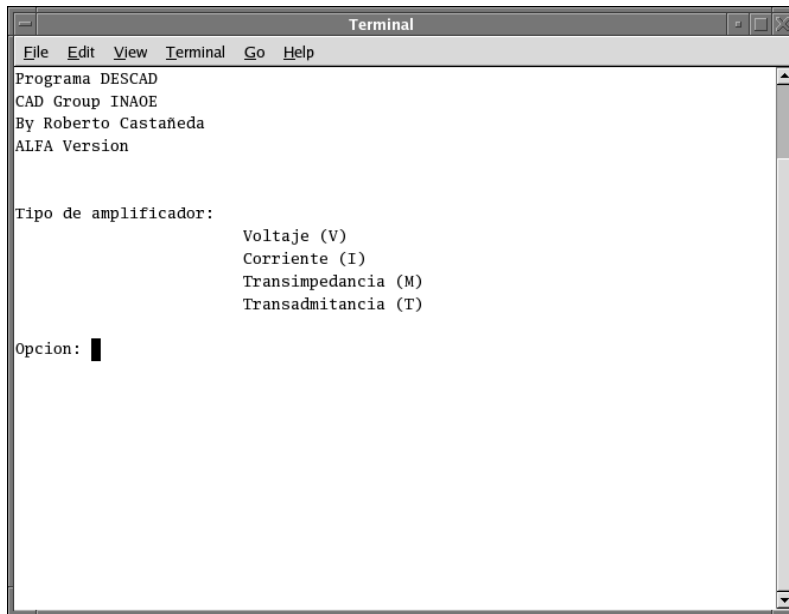 Terminal
File Edit View Terminal Go Help
Programa DESCAD
CAD Group INAOE
By Roberto Castañeda
ALFA Version
Tipo de amplificador:
Voltaje (V)
Corriente (I)
Transimpedancia (M)
Transadmitancia (T)
Opcion: